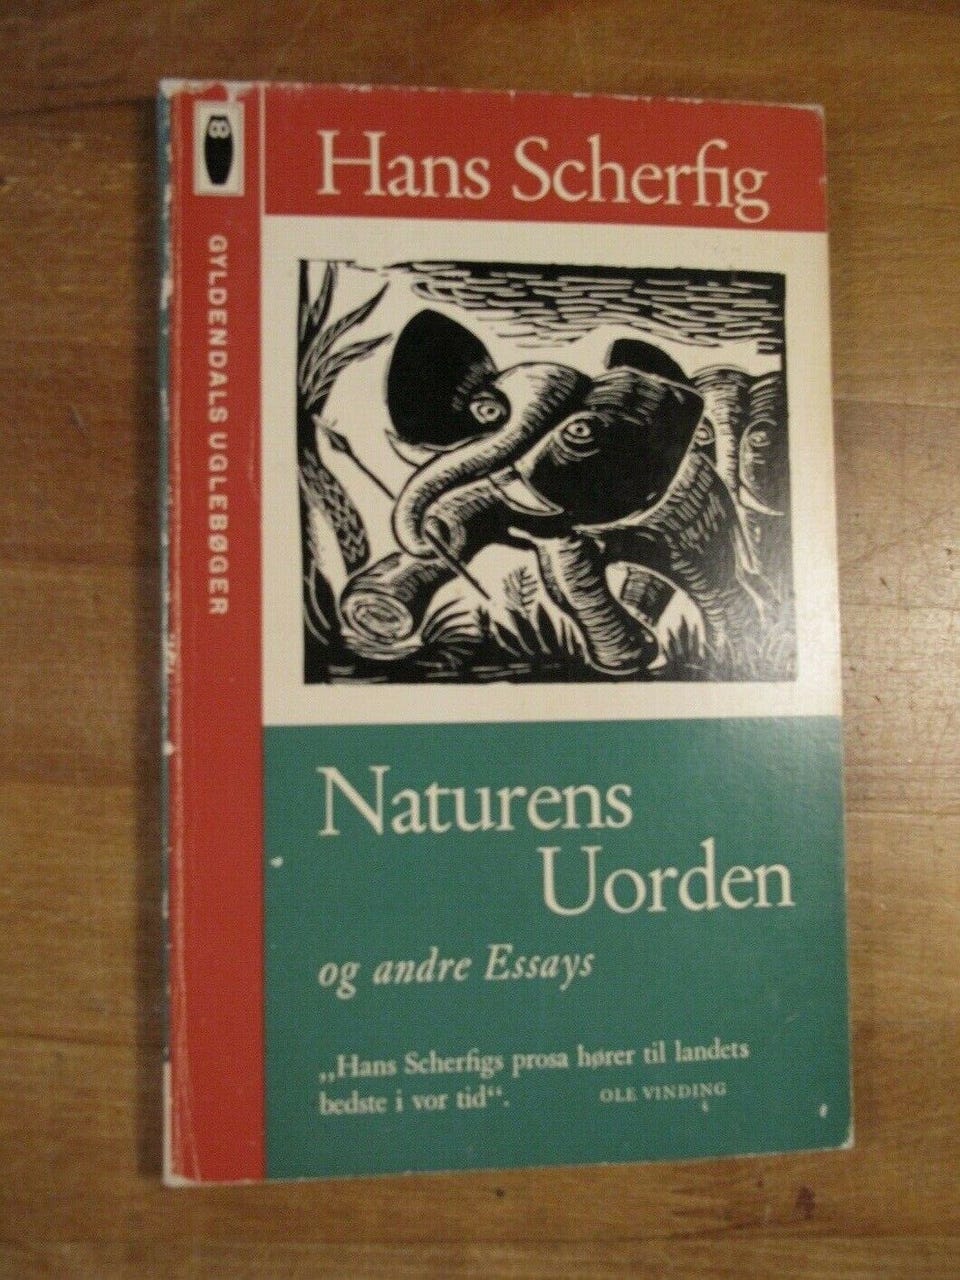 Hans Scherfig
GYLDENDALS UGLEBØGER
Naturens
Uorden
og andre Essays
„Hans Scherfigs prosa hører til landets
bedste i vor tid“. OLE VINDING